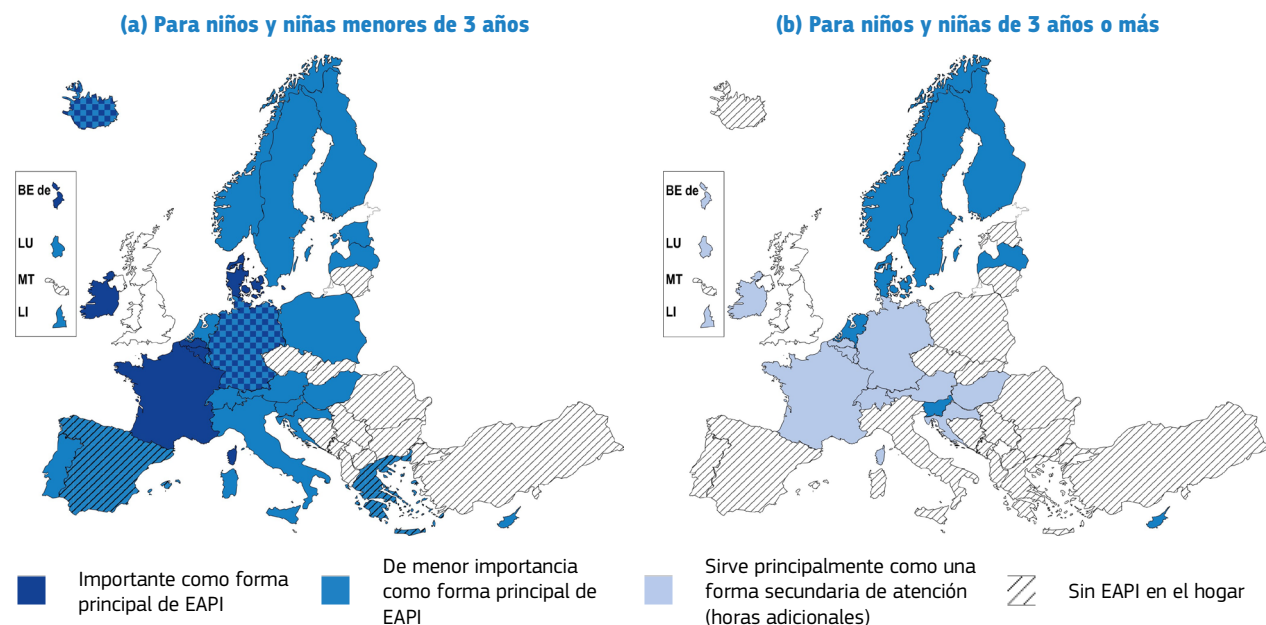 (a) Para niños y niñas menores de 3 años
(b) Para niños y niñas de 3 años o más
BE de
LU
MT
LI
BE de
LU
MT
LI
Importante como forma
principal de EAPI
De menor importancia
como forma principal de
EAPI
Sirve principalmente como una
forma secundaria de atención
(horas adicionales)
Sin EAPI en el hogar